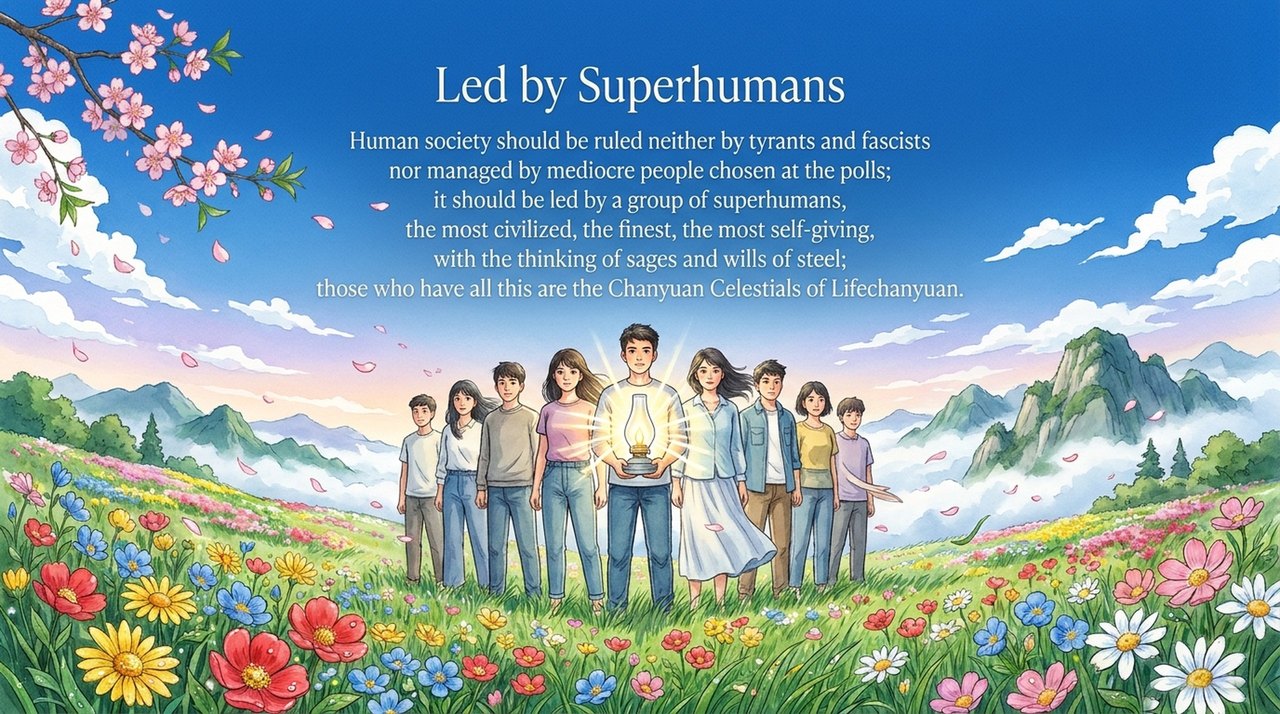 Led by Superhumans
Human society should be ruled neither by tyrants and fascists
nor managed by mediocre people chosen at the polls;
it should be led by a group of superhumans,
the most civilized, the finest, the most self-giving,
with the thinking of sages and wills of steel;
those who have all this are the Chanyuan Celestials of Lifechanyuan.